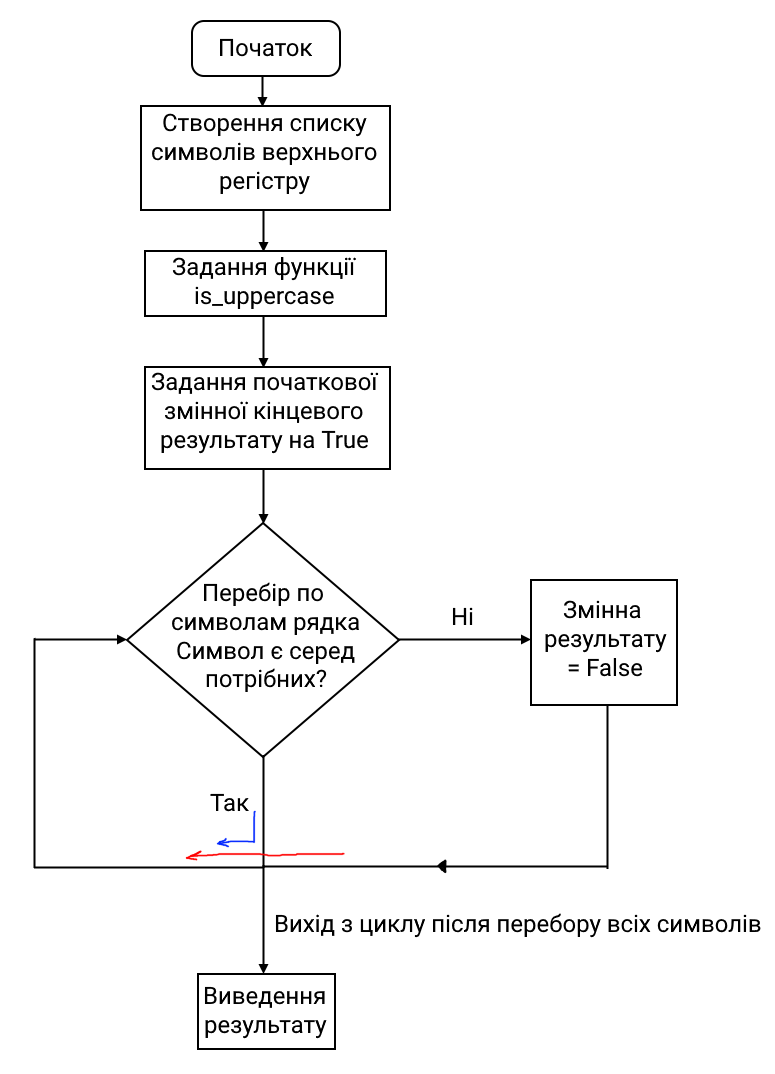 Початок
Створення списку
символів верхнього
регістру
Задання функції
is_uppercase
Задання початкової
змінної кінцевого
результату на True
Перебір по
символам рядка
Символ є серед
потрібних?
Ні
Змінна
результату
= False
Так
Вихід з циклу після перебору всіх символів
Виведення
результату